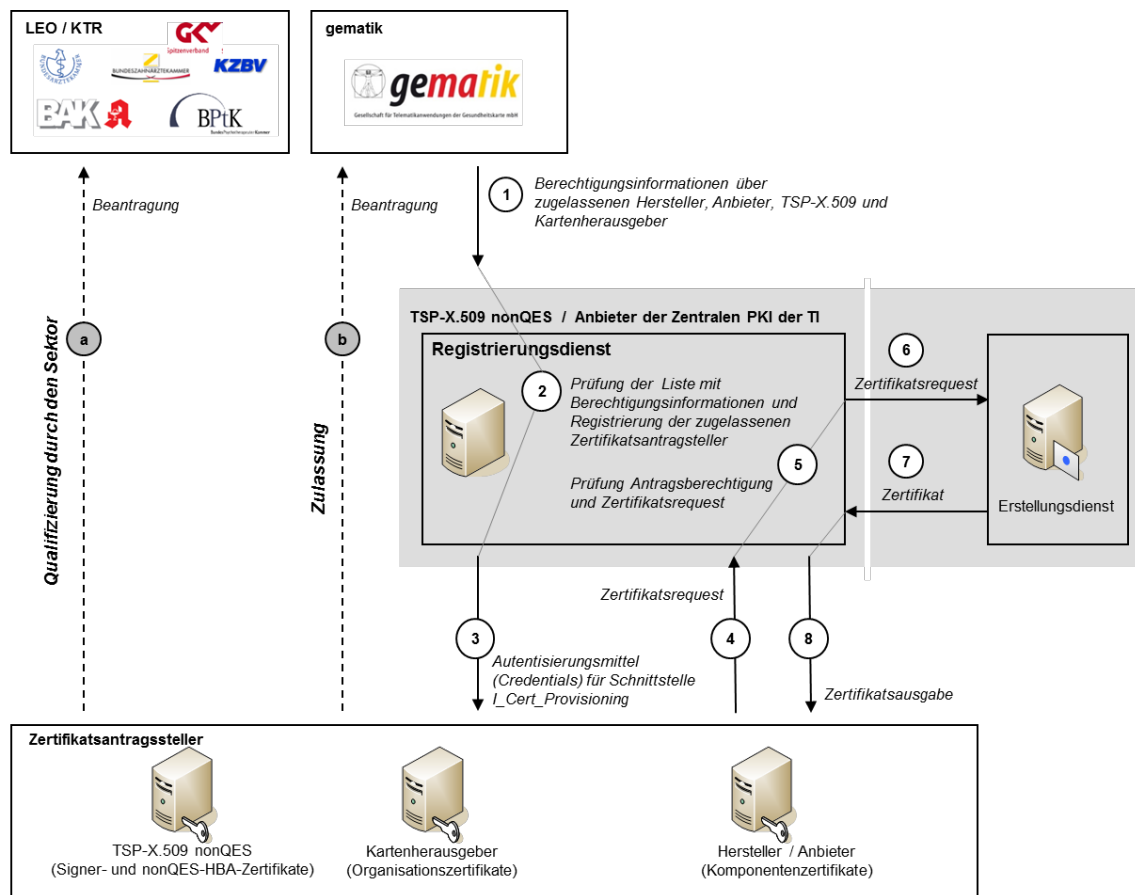 LEO / KTR
GKV
Spitzenverband
BUNDESÄRZTEKAMMER
BUNDESZAHNÄRZTEKAMMER
KZBV
BAK
BPtK
BundesPsychotherapeutenKammer
gematik
gematik
Gesellschaft für Telematikanwendungen der Gesundheitskarte mbH
Beantragung
Beantragung
1
Berechtigungsinformationen über
zugelassenen Hersteller, Anbieter, TSP-X.509 und
Kartenherausgeber
a
Qualifizierung durch den Sektor
b
Zulassung
TSP-X.509 nonQES / Anbieter der Zentralen PKI der TI
Registrierungsdienst
2
Prüfung der Liste mit
Berechtigungsinformationen und
Registrierung der zugelassenen
Zertifikatsantragsteller
5
Prüfung Antragsberechtigung
und Zertifikatsrequest
6
Zertifikatsrequest
7
Zertifikat
Erstellungsdienst
3
Autentisierungsmittel
(Credentials) für Schnittstelle
I_Cert_Provisioning
Zertifikatsrequest
4
8
Zertifikatsausgabe
Zertifikatsantragssteller
TSP-X.509 nonQES
(Signer- und nonQES-HBA-Zertifikate)
Kartenherausgeber
(Organisationszertifikate)
Hersteller / Anbieter
(Komponentenzertifikate)